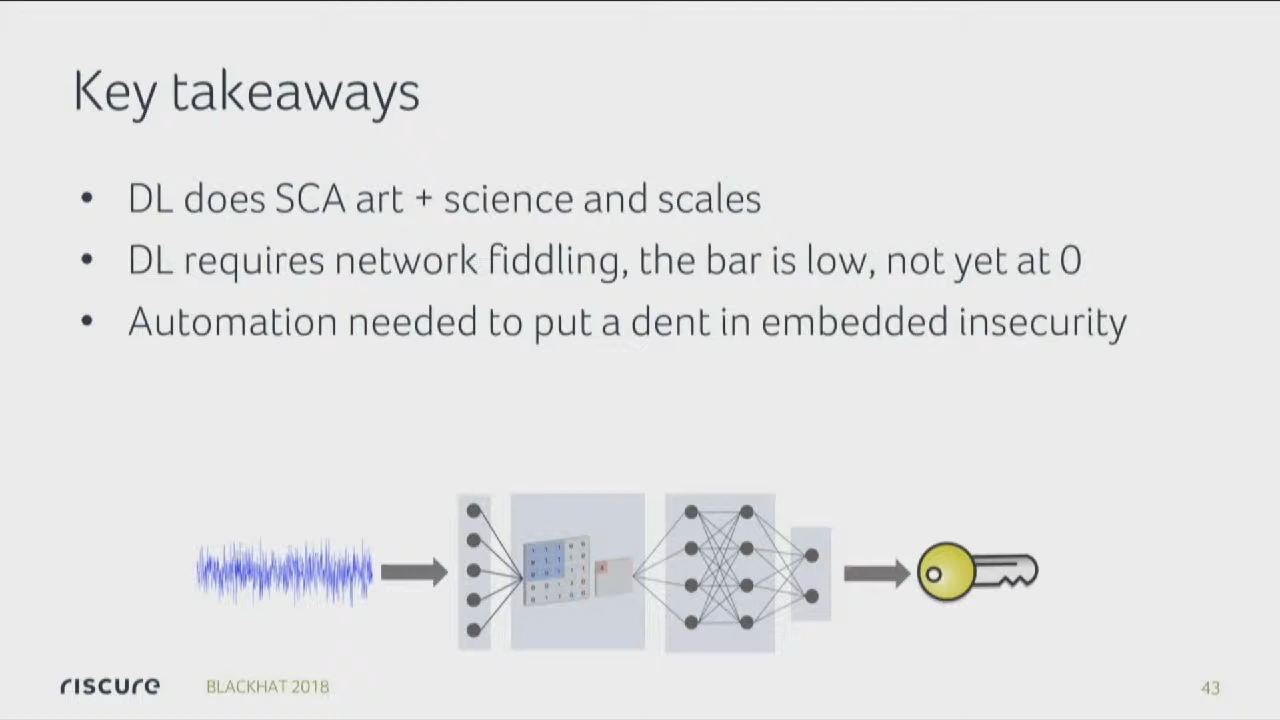 Key takeaways
• DL does SCA art + science and scales
• DL requires network fiddling, the bar is low, not yet at 0
• Automation needed to put a dent in embedded insecurity
riscure BLACKHAT 2018 43